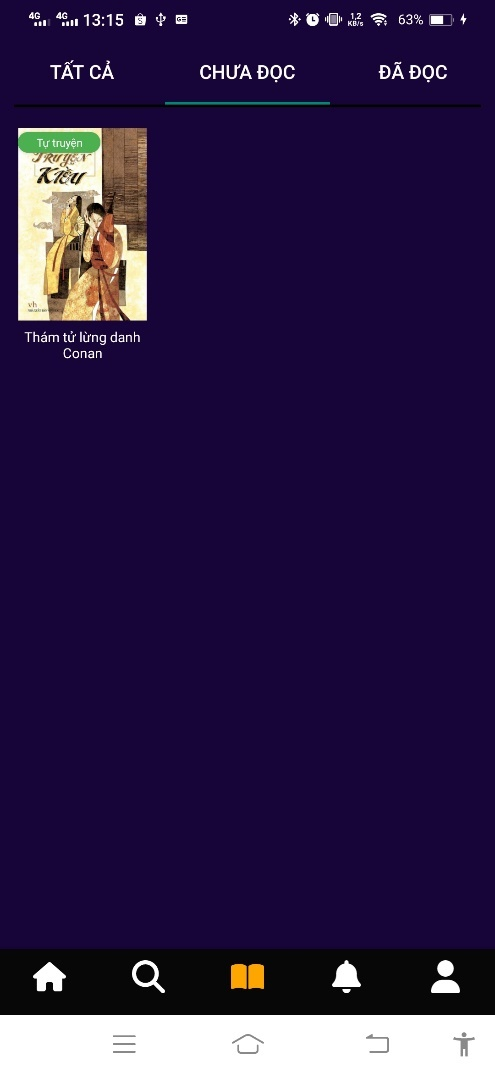 4G 4G 13:15 1,2 KB/s 63%
TẤT CẢ CHƯA ĐỌC ĐÃ ĐỌC
Tự truyện
TRUYỆN
KIỀU
vh
Thám tử lừng danh
Conan